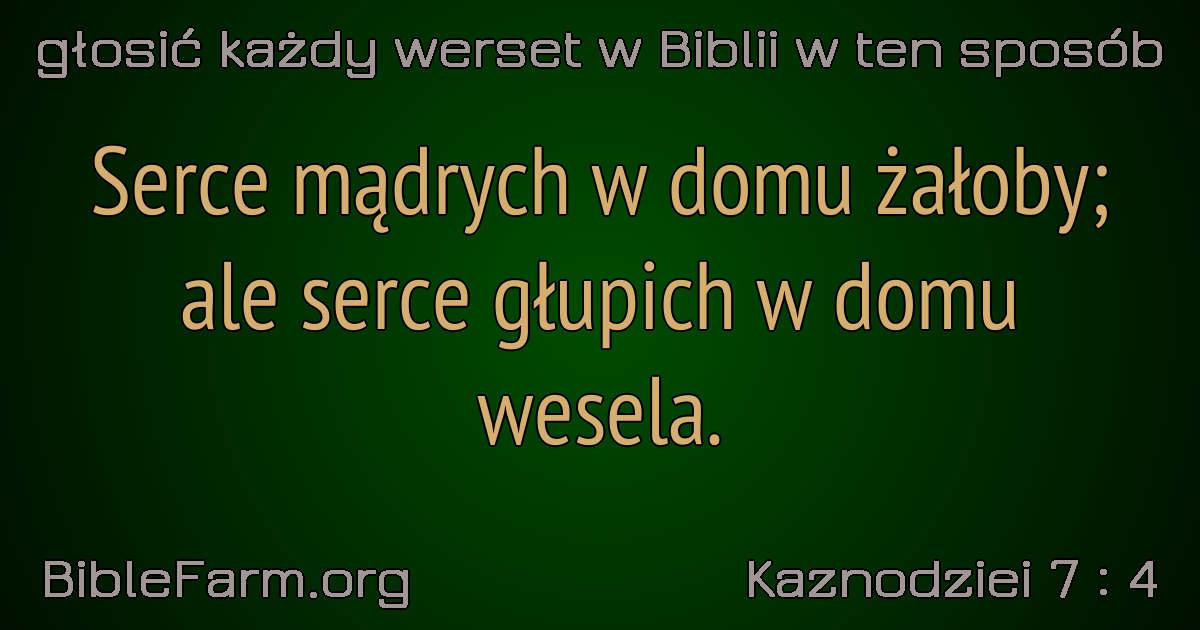 głosić każdy werset w Biblii w ten sposób
Serce mądrych w domu żałoby;
ale serce głupich w domu
wesela.
BibleFarm.org
Kaznodziei 7 : 4